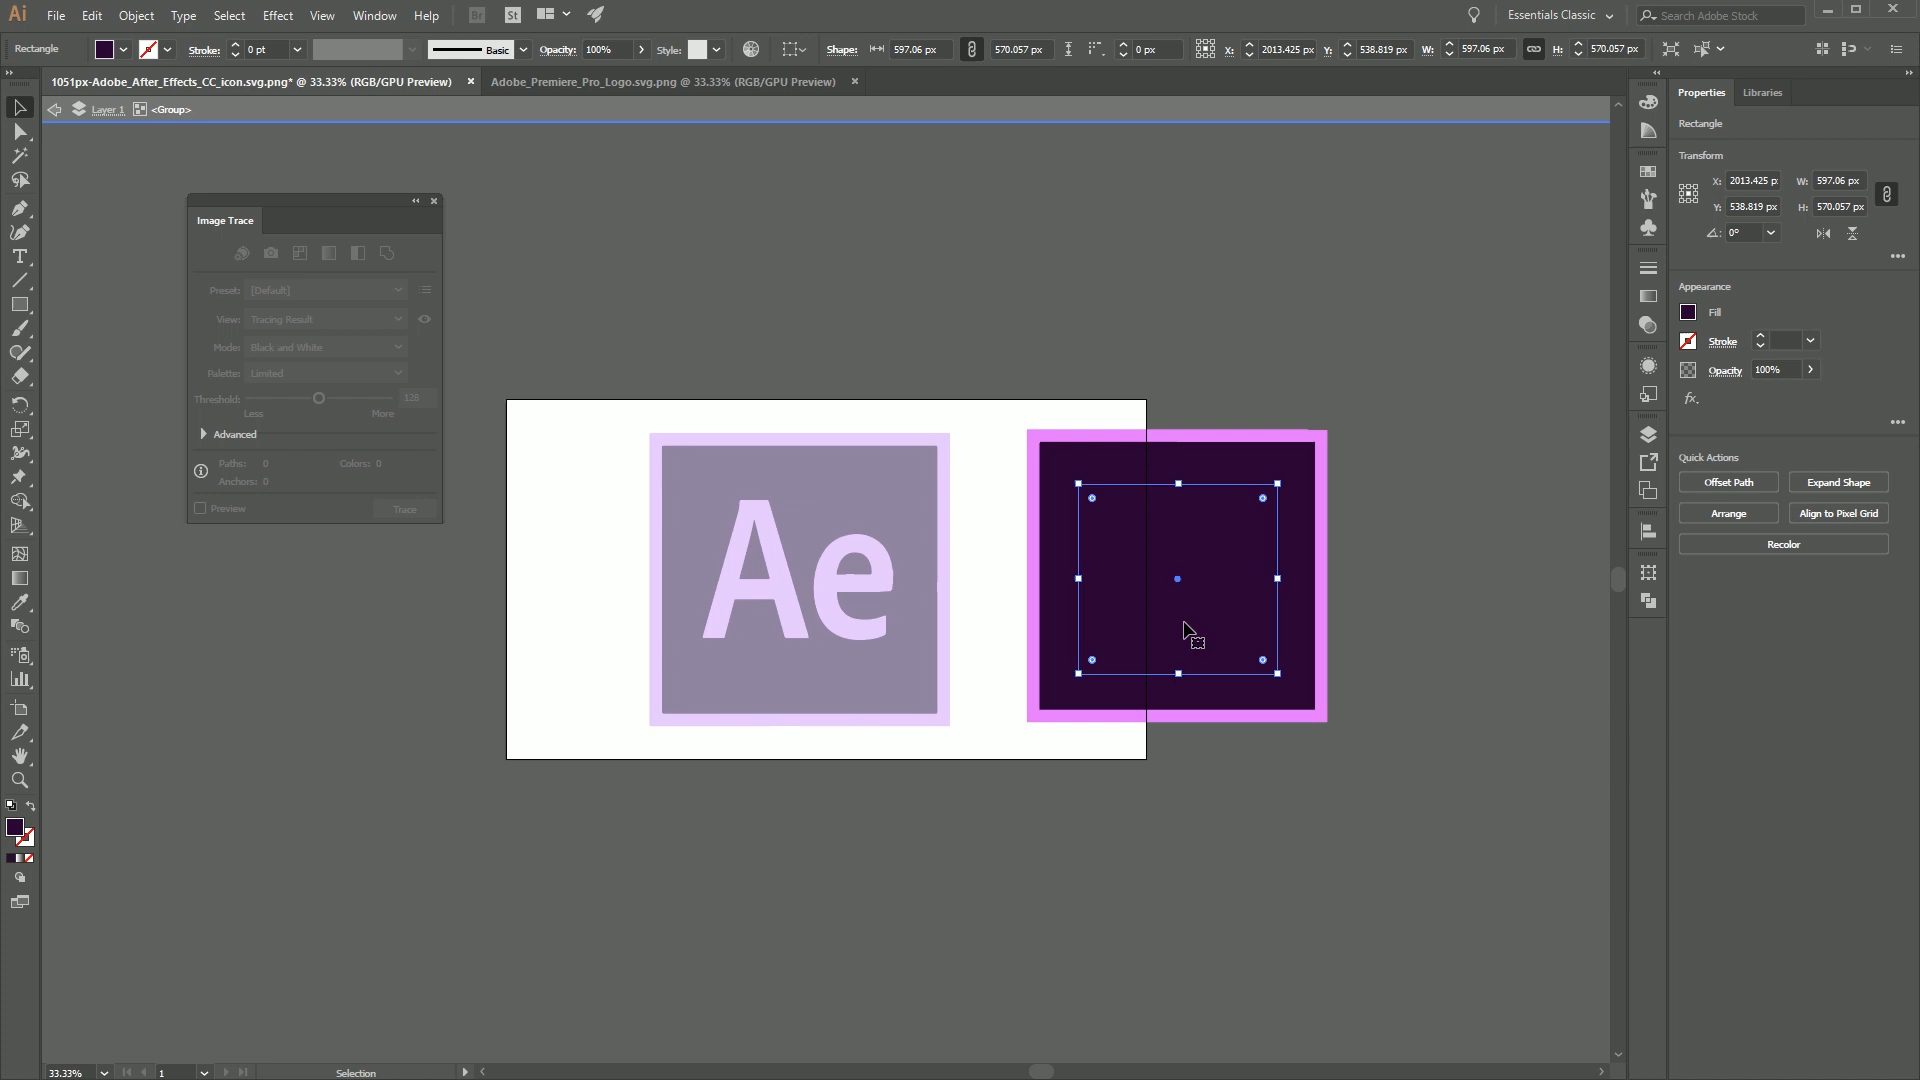 Ai File Edit Object Type Select Effect View Window Help Br St Essentials Classic Search Adobe Stock
Rectangle Stroke: 0 pt Basic Opacity: 100% Style: Shape: 597.06 px 570.057 px 0 px X: 2013.425 px Y: 538.819 px W: 597.06 px H: 570.057 px
1051px-Adobe_After_Effects_CC_icon.svg.png* @ 33.33% (RGB/GPU Preview) Adobe_Premiere_Pro_Logo.svg.png @ 33.33% (RGB/GPU Preview)
Layer 1 <Group>
Image Trace
Preset: [Default]
View: Tracing Result
Mode: Black and White
Palette: Limited
Threshold: 128
Less More
Advanced
Paths: 0 Colors: 0
Anchors: 0
Preview Trace
Ae
Properties Libraries
Rectangle
Transform
X: 2013.425 p W: 597.06 px
Y: 538.819 px H: 570.057 px
0°
Appearance
Fill
Stroke
Opacity 100%
fx.
Quick Actions
Offset Path Expand Shape
Arrange Align to Pixel Grid
Recolor
33.33% 1 Selection